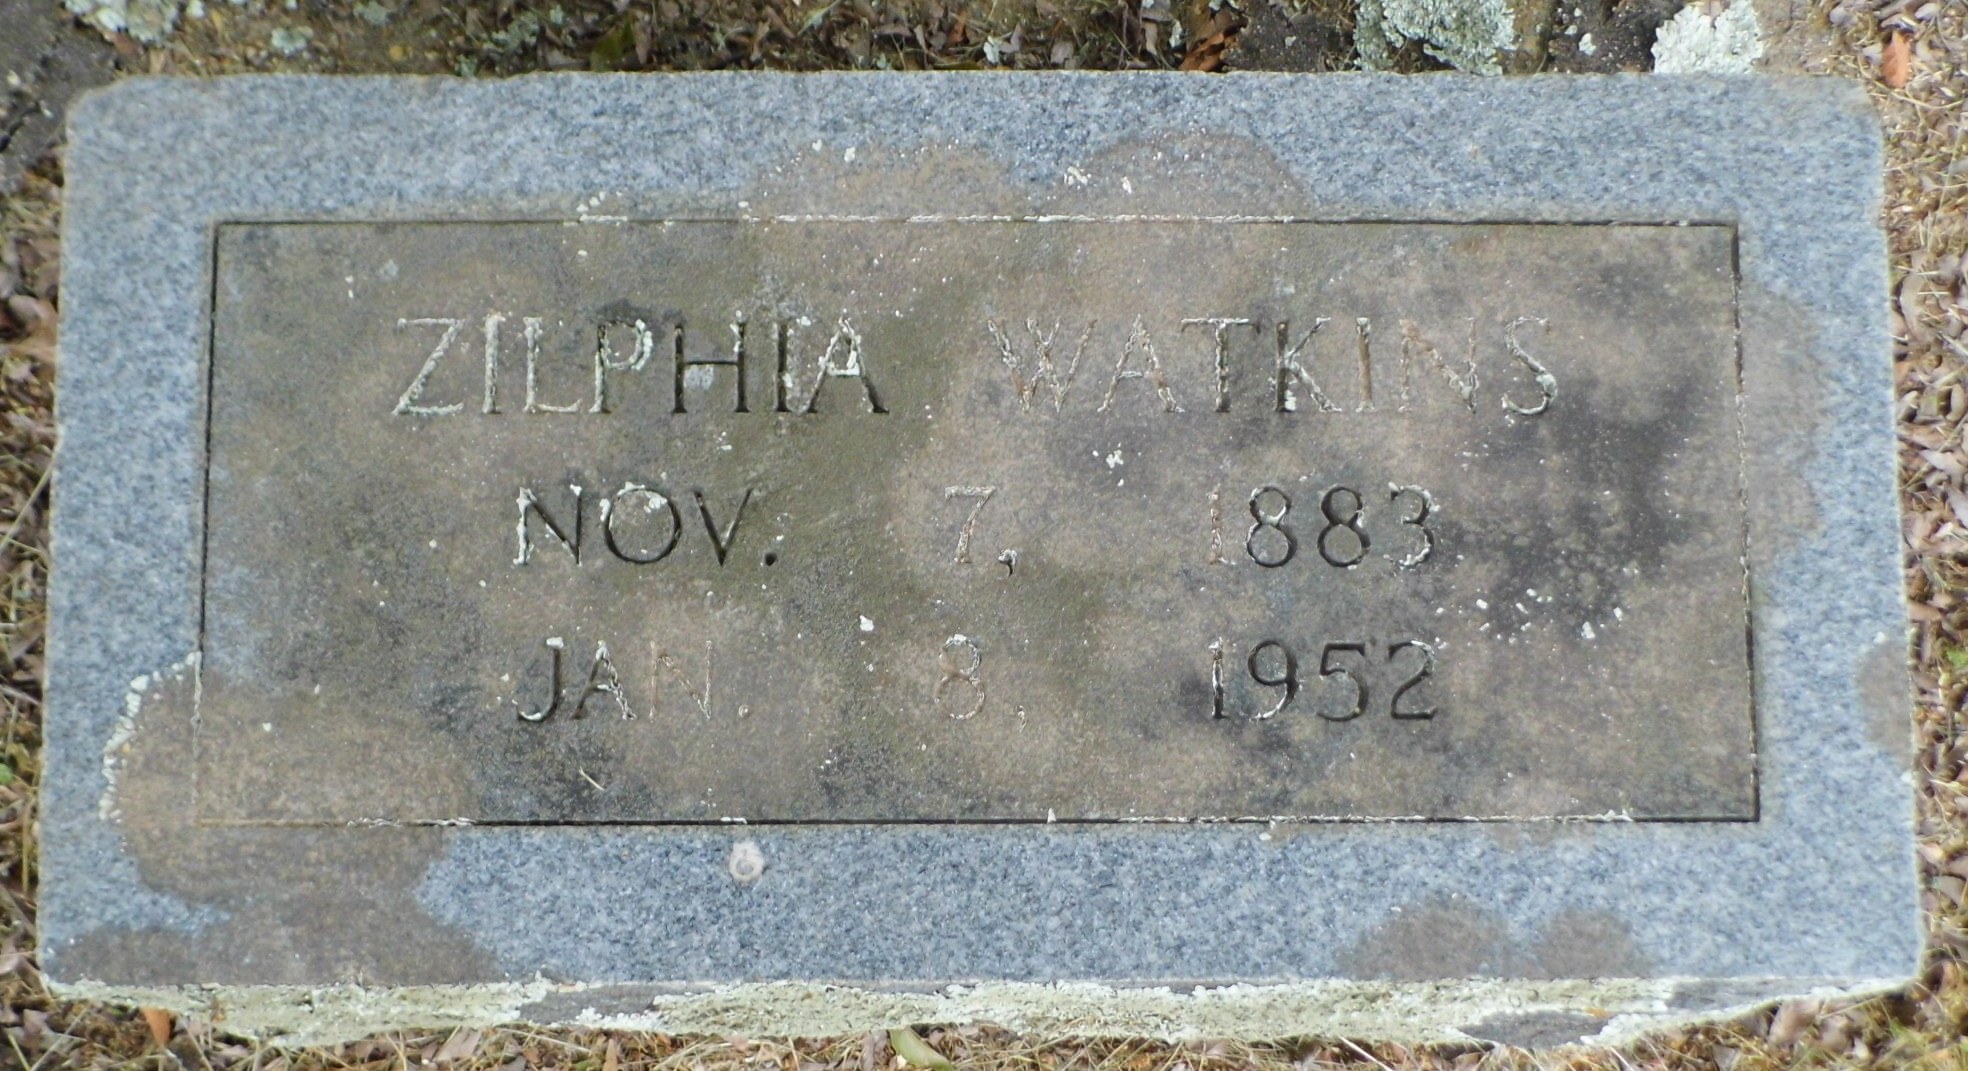 ZILPHIA WATKINS
NOV. 7, 1883
JAN. 8, 1952